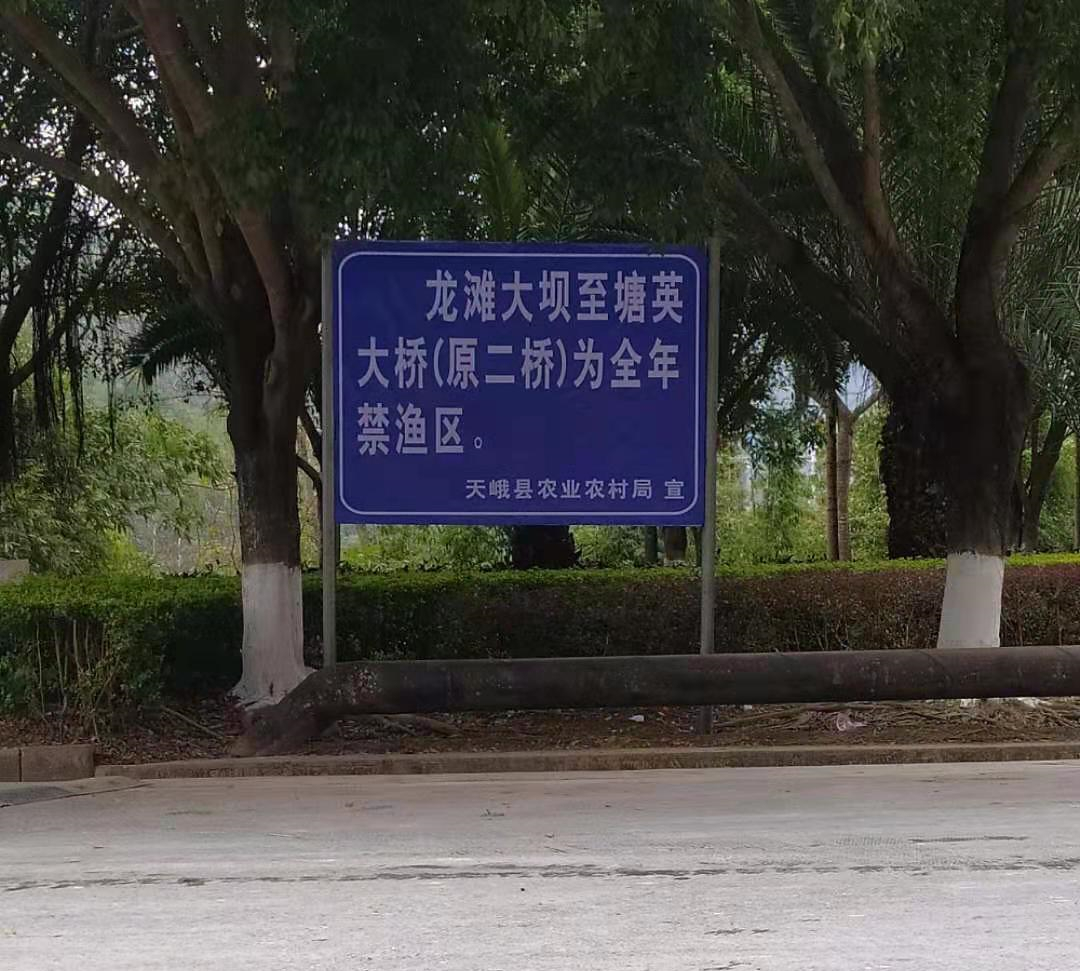 龙滩大坝至塘英
大桥(原二桥)为全年
禁渔区。
天峨县农业农村局 宣